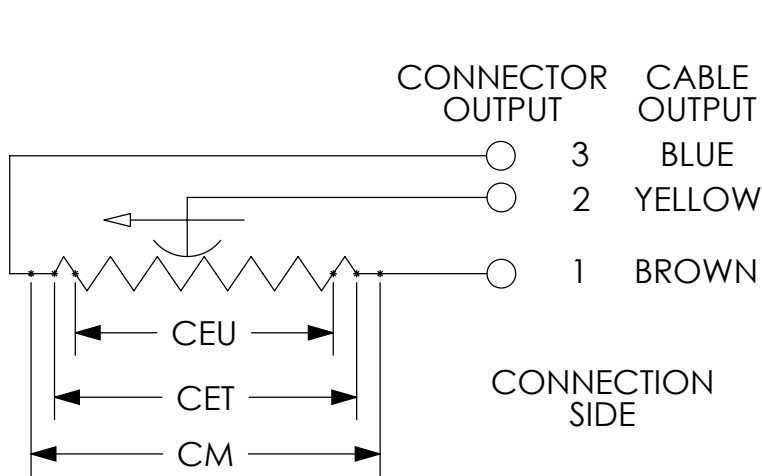 CONNECTOR CABLE
OUTPUT OUTPUT
3 BLUE
2 YELLOW
1 BROWN
CEU
CONNECTION
SIDE
CET
CM